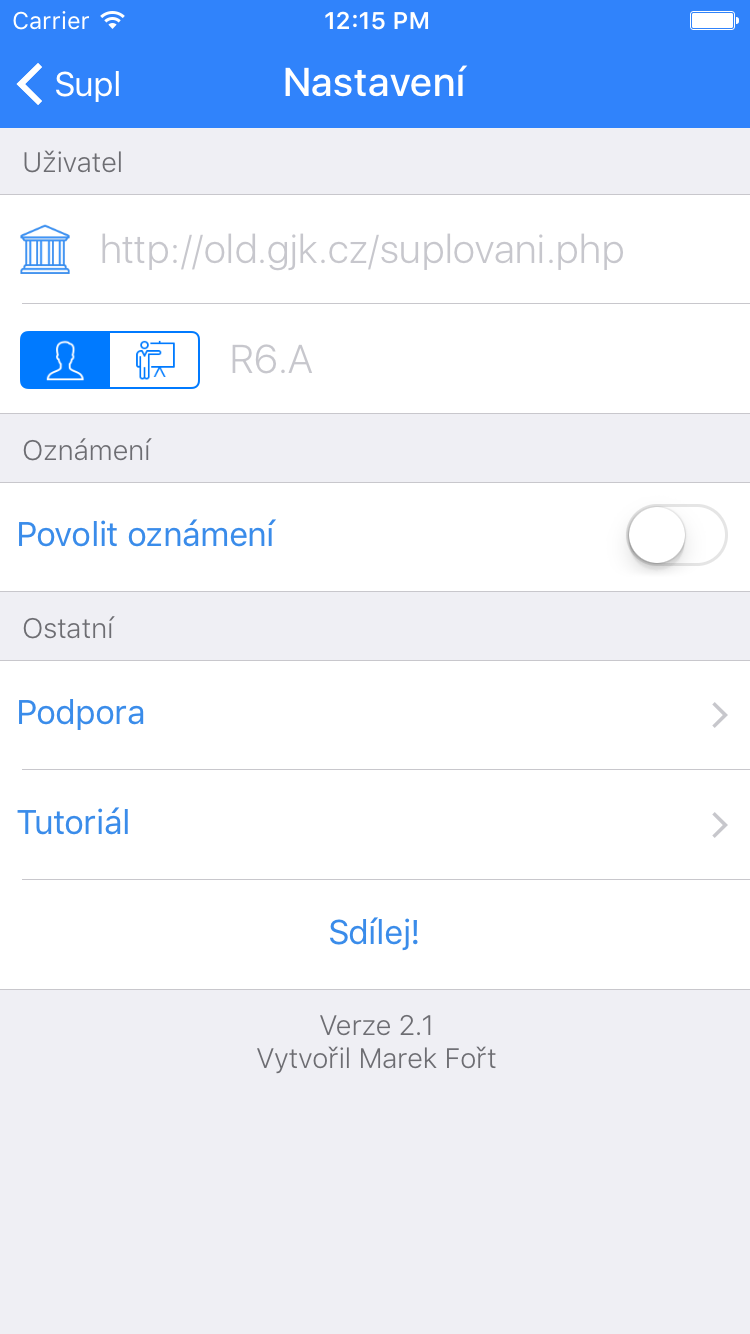 Carrier 12:15 PM
Supl Nastavení
Uživatel
http://old.gjk.cz/suplovani.php
R6.A
Oznámení
Povolit oznámení
Ostatní
Podpora
Tutoriál
Sdílej!
Verze 2.1
Vytvořil Marek Fořt